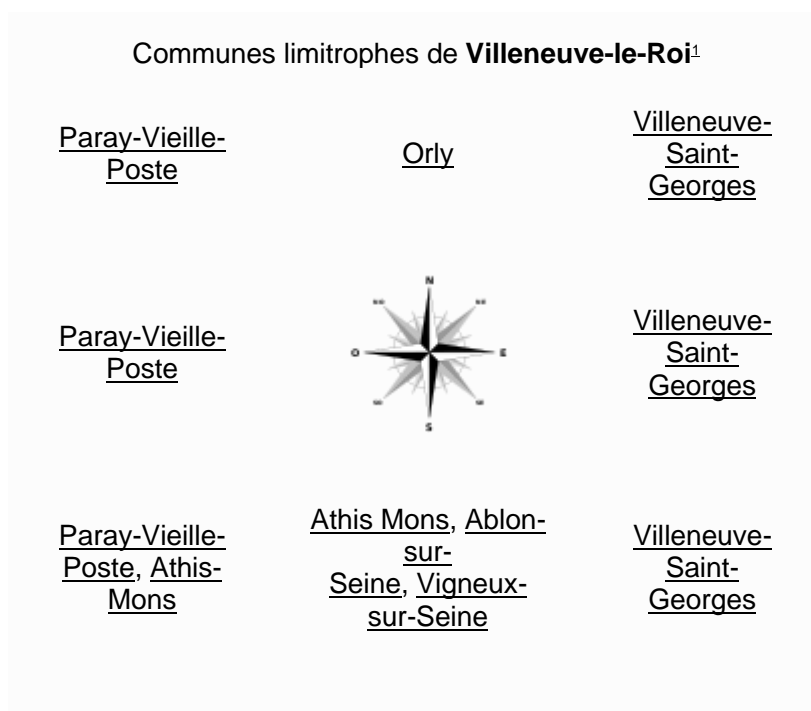 Communes limitrophes de Villeneuve-le-Roi1
Paray-Vieille-
Poste
Orly
Villeneuve-
Saint-
Georges
Paray-Vieille-
Poste
N
O
E
S
Villeneuve-
Saint-
Georges
Paray-Vieille-
Poste, Athis-
Mons
Athis Mons, Ablon-
sur-
Seine, Vigneux-
sur-Seine
Villeneuve-
Saint-
Georges